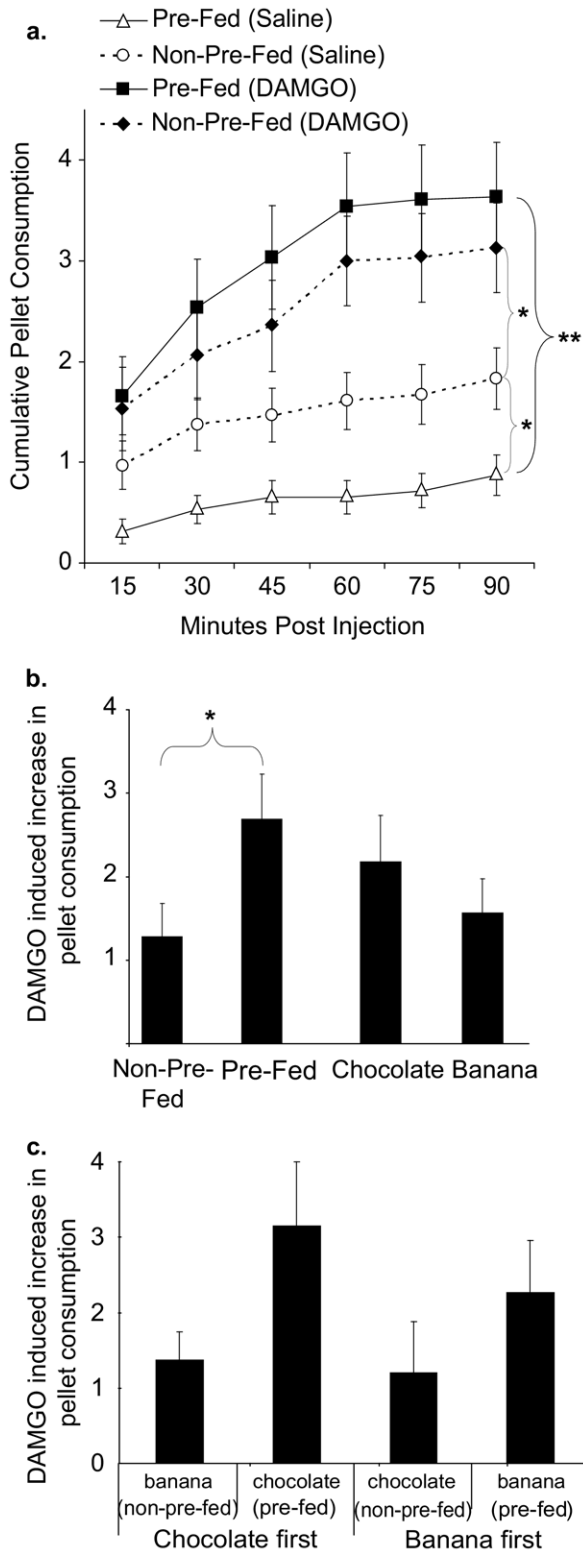 a.
Pre-Fed (Saline)
Non-Pre-Fed (Saline)
Pre-Fed (DAMGO)
Non-Pre-Fed (DAMGO)
Cumulative Pellet Consumption
4
3
2
1
0
*
**
*
15 30 45 60 75 90
Minutes Post Injection
b.
DAMGO induced increase in
pellet consumption
4
3
2
1
*
Non-Pre- Pre-Fed Chocolate Banana
Fed
c.
DAMGO induced increase in
pellet consumption
4
3
2
1
0
banana chocolate chocolate banana
(non-pre-fed) (pre-fed) (non-pre-fed) (pre-fed)
Chocolate first Banana first